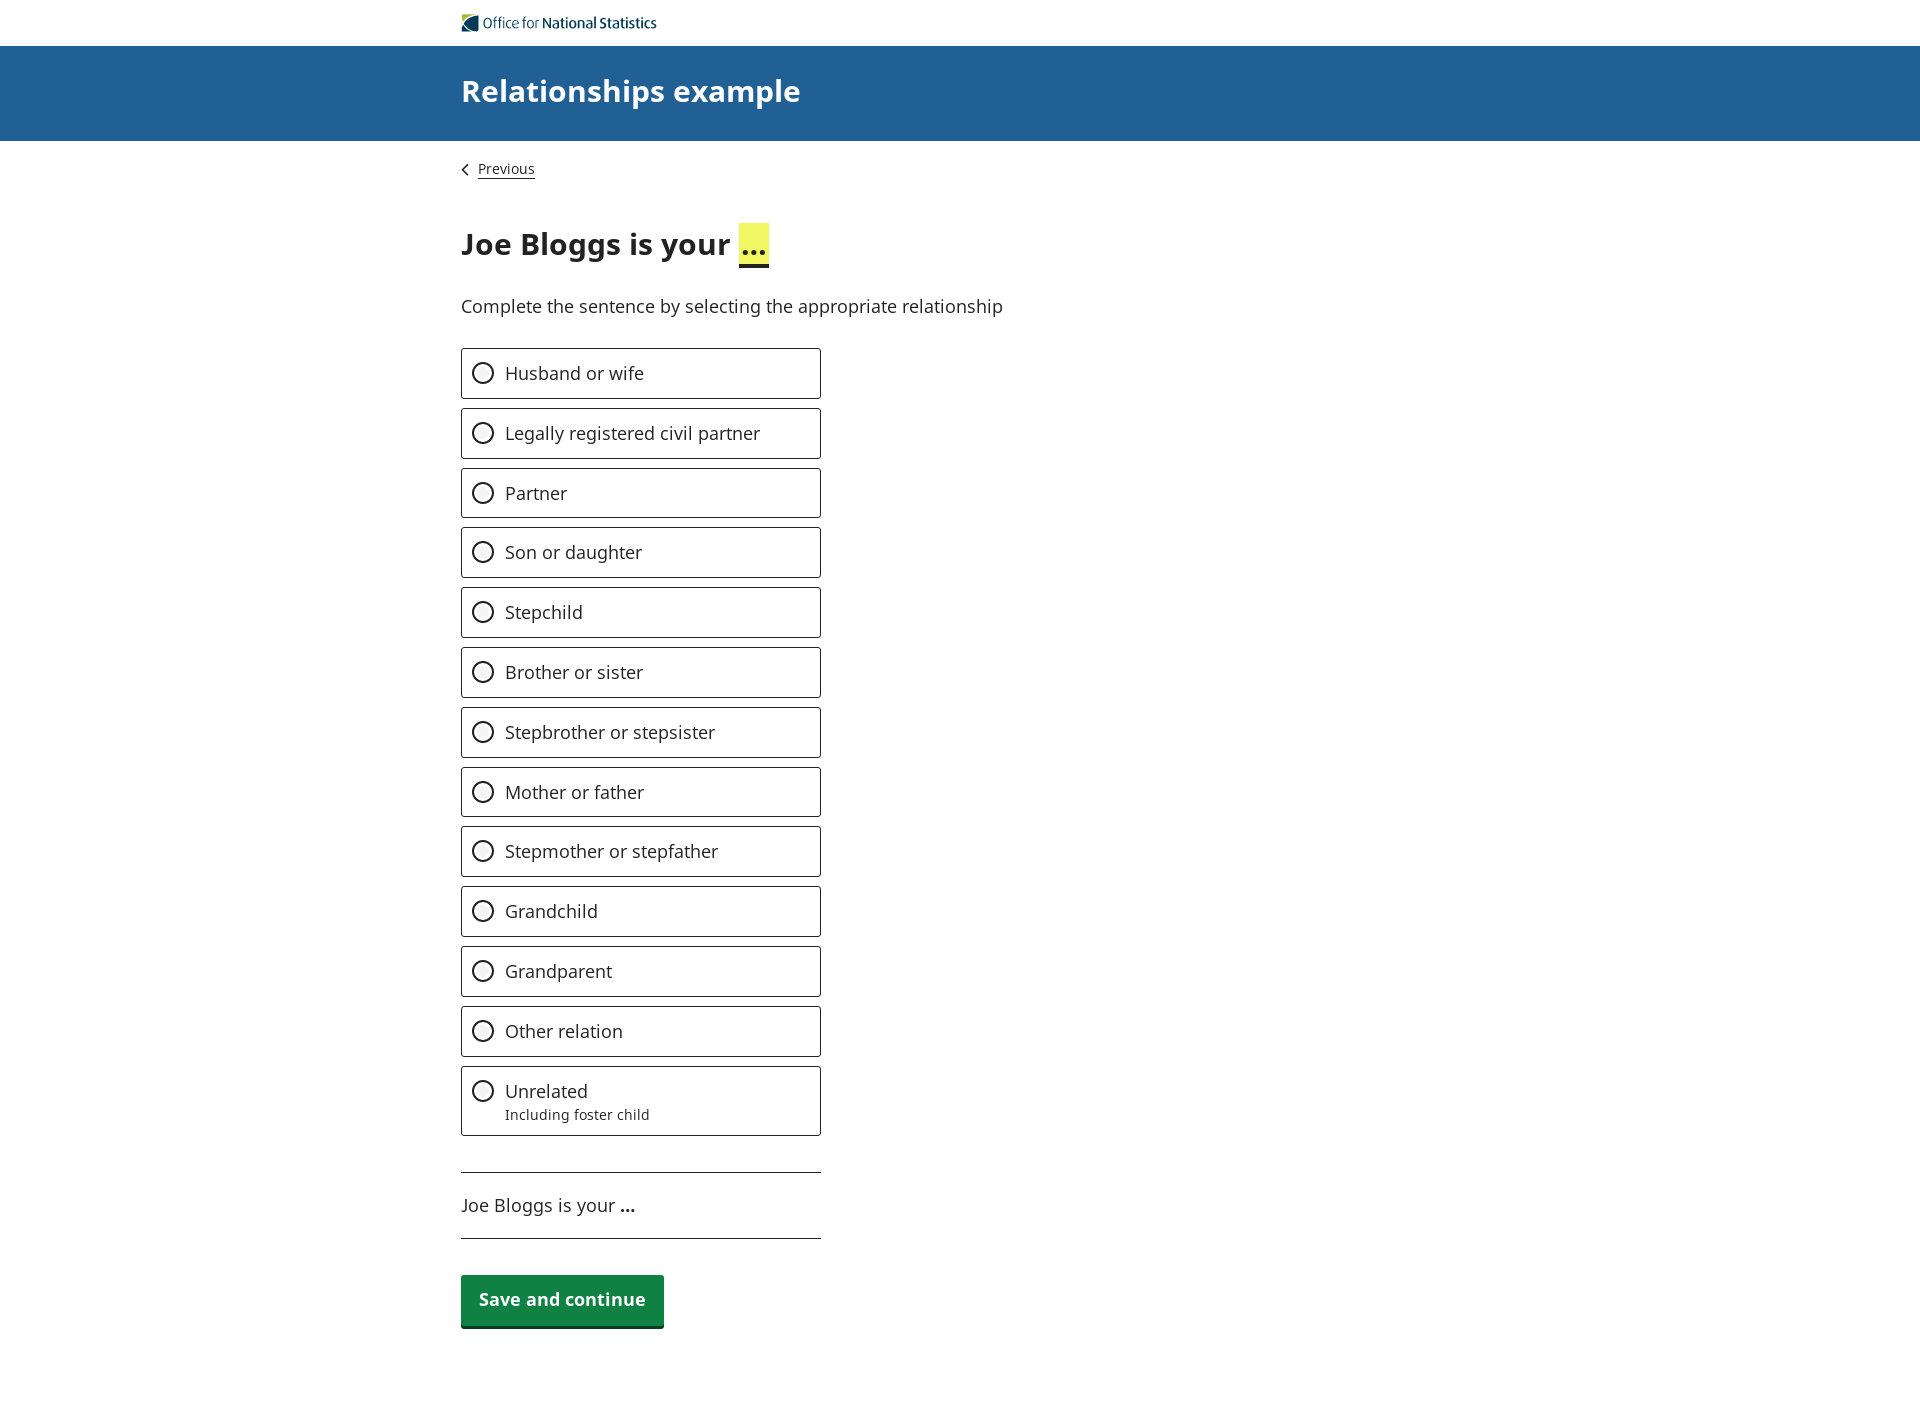 Office for National Statistics
Relationships example
Previous
Joe Bloggs is your ...
Complete the sentence by selecting the appropriate relationship
Husband or wife
Legally registered civil partner
Partner
Son or daughter
Stepchild
Brother or sister
Stepbrother or stepsister
Mother or father
Stepmother or stepfather
Grandchild
Grandparent
Other relation
Unrelated
Including foster child
Joe Bloggs is your ...
Save and continue